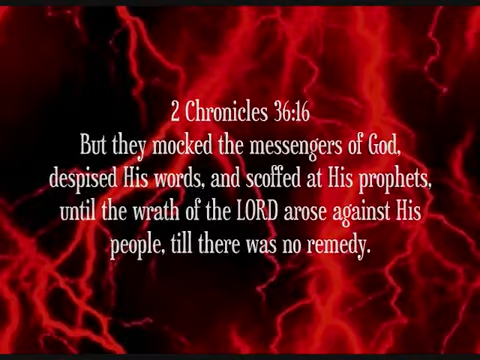 2 Chronicles 36:16
But they mocked the messengers of God,
despised His words, and scoffed at His prophets,
until the wrath of the LORD arose against His
people, till there was no remedy.